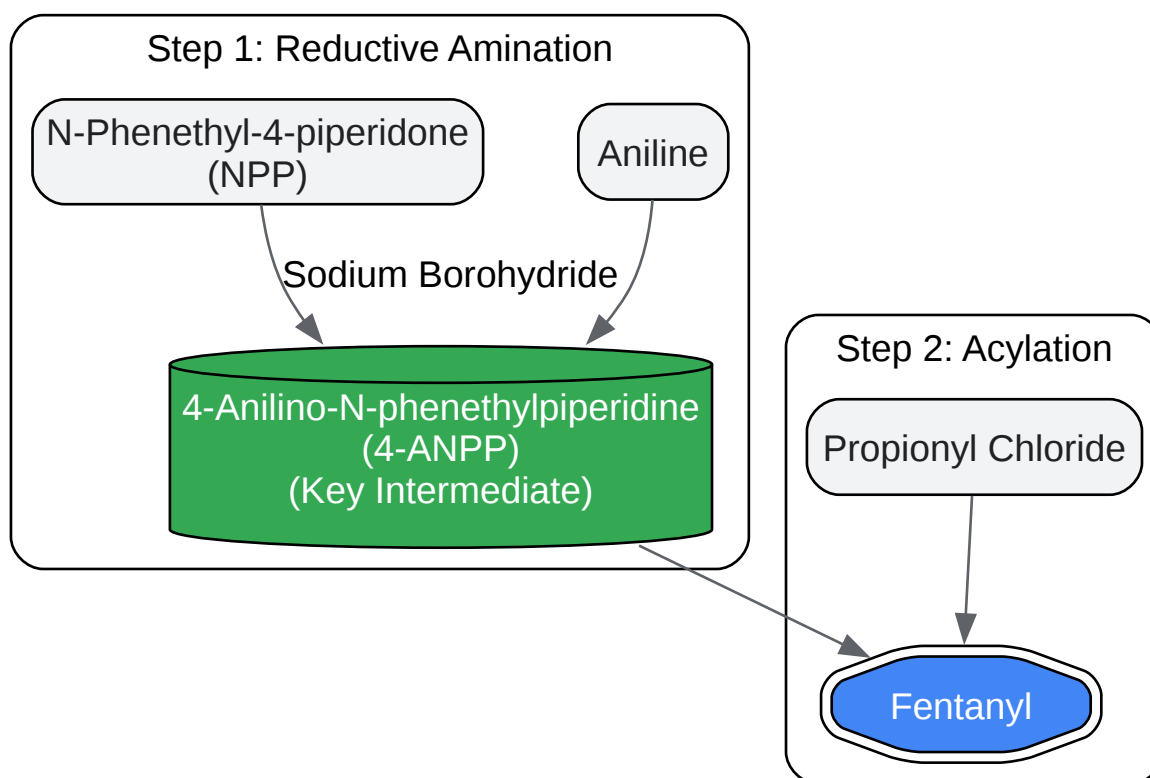 Step 1: Reductive Amination
N-Phenethyl-4-piperidone
(NPP)
Aniline
Sodium Borohydride
4-Anilino-N-phenethylpiperidine
(4-ANPP)
(Key Intermediate)
Step 2: Acylation
Propionyl Chloride
Fentanyl